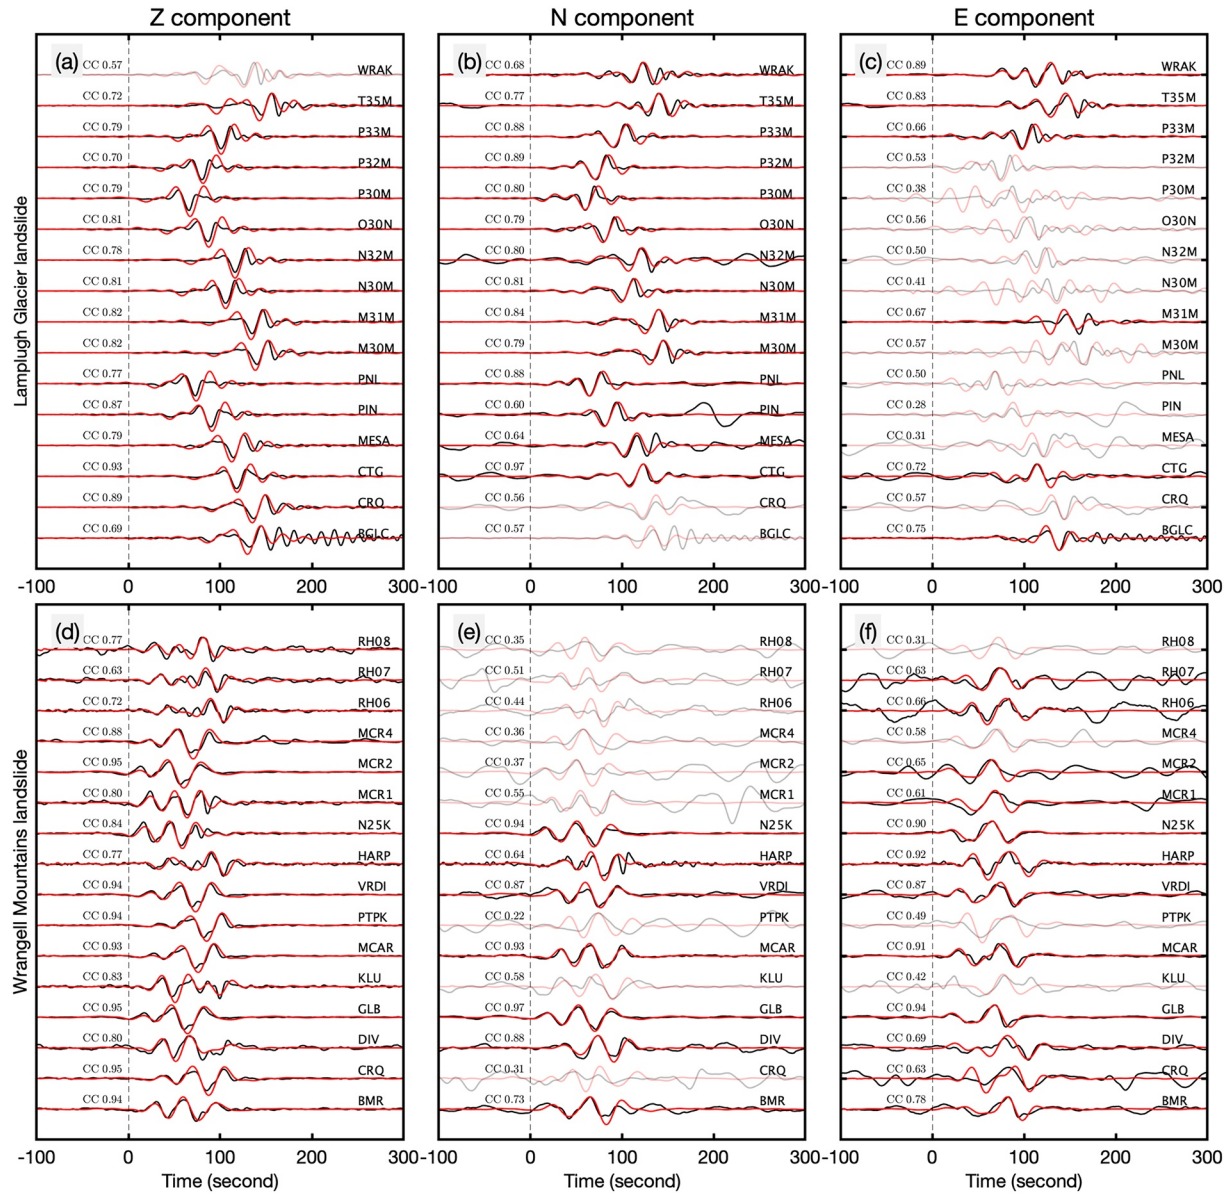 Z component
N component
E component
Lamplugh Glacier landslide
(a)
CC 0.57 WRAK
CC 0.72 T35M
CC 0.79 P33M
CC 0.70 P32M
CC 0.79 P30M
CC 0.81 O30N
CC 0.78 N32M
CC 0.81 N30M
CC 0.82 M31M
CC 0.82 M30M
CC 0.77 PNL
CC 0.87 PIN
CC 0.79 MESA
CC 0.93 CTG
CC 0.89 CRQ
CC 0.69 BGLC
-100 0 100 200 300
(b)
CC 0.68 WRAK
CC 0.77 T35M
CC 0.88 P33M
CC 0.89 P32M
CC 0.80 P30M
CC 0.79 O30N
CC 0.80 N32M
CC 0.81 N30M
CC 0.84 M31M
CC 0.79 M30M
CC 0.88 PNL
CC 0.60 PIN
CC 0.64 MESA
CC 0.97 CTG
CC 0.56 CRQ
CC 0.57 BGLC
-100 0 100 200 300
(c)
CC 0.89 WRAK
CC 0.83 T35M
CC 0.66 P33M
CC 0.53 P32M
CC 0.38 P30M
CC 0.56 O30N
CC 0.50 N32M
CC 0.41 N30M
CC 0.67 M31M
CC 0.57 M30M
CC 0.50 PNL
CC 0.28 PIN
CC 0.31 MESA
CC 0.72 CTG
CC 0.57 CRQ
CC 0.75 BGLC
-100 0 100 200 300
Wrangell Mountains landslide
(d)
CC 0.77 RH08
CC 0.63 RH07
CC 0.72 RH06
CC 0.88 MCR4
CC 0.95 MCR2
CC 0.80 MCR1
CC 0.84 N25K
CC 0.77 HARP
CC 0.94 VRDI
CC 0.94 PTPK
CC 0.93 MCAR
CC 0.83 KLU
CC 0.95 GLB
CC 0.80 DIV
CC 0.95 CRQ
CC 0.94 BMR
-100 0 100 200 300
Time (second)
(e)
CC 0.35 RH08
CC 0.51 RH07
CC 0.44 RH06
CC 0.36 MCR4
CC 0.37 MCR2
CC 0.55 MCR1
CC 0.94 N25K
CC 0.64 HARP
CC 0.87 VRDI
CC 0.22 PTPK
CC 0.93 MCAR
CC 0.58 KLU
CC 0.97 GLB
CC 0.88 DIV
CC 0.31 CRQ
CC 0.73 BMR
-100 0 100 200 300
Time (second)
(f)
CC 0.31 RH08
CC 0.63 RH07
CC 0.66 RH06
CC 0.58 MCR4
CC 0.65 MCR2
CC 0.61 MCR1
CC 0.90 N25K
CC 0.92 HARP
CC 0.87 VRDI
CC 0.49 PTPK
CC 0.91 MCAR
CC 0.42 KLU
CC 0.94 GLB
CC 0.69 DIV
CC 0.63 CRQ
CC 0.78 BMR
-100 0 100 200 300
Time (second)